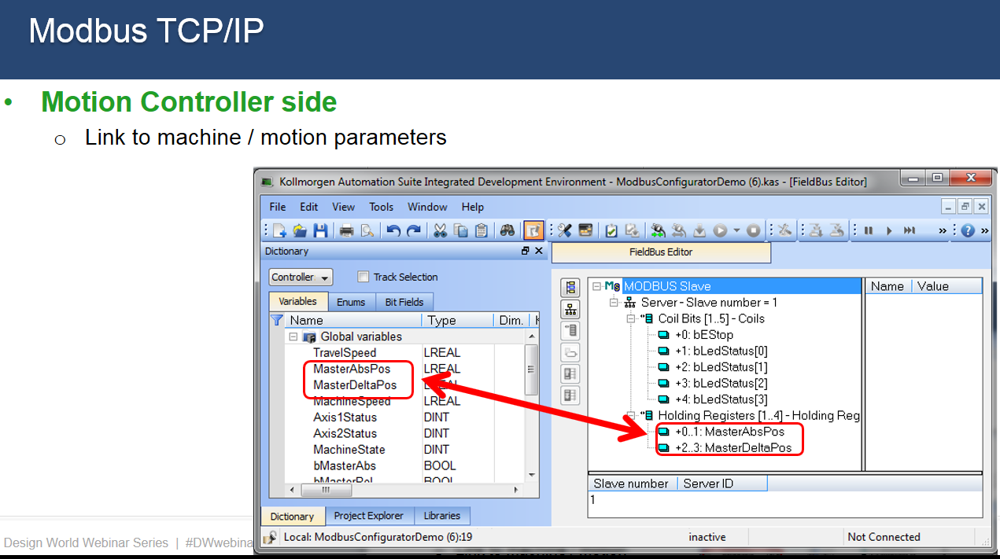 Modbus TCP/IP
• Motion Controller side
o Link to machine / motion parameters
Kollmorgen Automation Suite Integrated Development Environment - ModbusConfiguratorDemo (6).kas - [FieldBus Editor]
File Edit View Tools Window Help
Dictionary
FieldBus Editor
Controller Track Selection
Variables Enums Bit Fields
Name Type Dim.
Global variables
TravelSpeed LREAL
MasterAbsPos LREAL
MasterDeltaPos LREAL
MachineSpeed LREAL
Axis1Status DINT
Axis2Status DINT
MachineState DINT
bMasterAbs BOOL
bMasterRel BOOL
Dictionary Project Explorer Libraries
MODBUS Slave
Server - Slave number = 1
Coil Bits [1..5] - Coils
+0: bEStop
+1: bLedStatus[0]
+2: bLedStatus[1]
+3: bLedStatus[2]
+4: bLedStatus[3]
Holding Registers [1..4] - Holding Reg
+0..1: MasterAbsPos
+2..3: MasterDeltaPos
Name Value
Slave number Server ID
1
Local: ModbusConfiguratorDemo (6):19 inactive Not Connected
Design World Webinar Series | #DWwebina